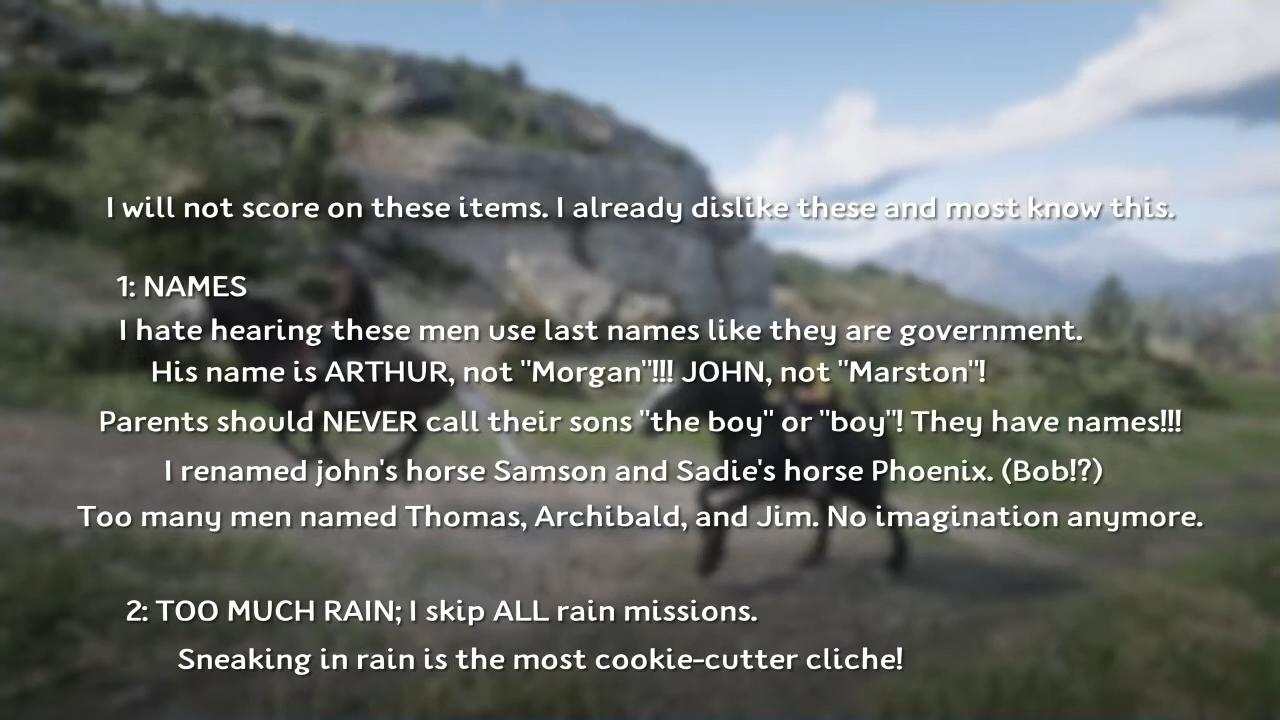 I will not score on these items. I already dislike these and most know this.
1: NAMES
I hate hearing these men use last names like they are government.
His name is ARTHUR, not "Morgan"!!! JOHN, not "Marston"!
Parents should NEVER call their sons "the boy" or "boy"! They have names!!!
I renamed john's horse Samson and Sadie's horse Phoenix. (Bob!?)
Too many men named Thomas, Archibald, and Jim. No imagination anymore.
2: TOO MUCH RAIN; I skip ALL rain missions.
Sneaking in rain is the most cookie-cutter cliche!